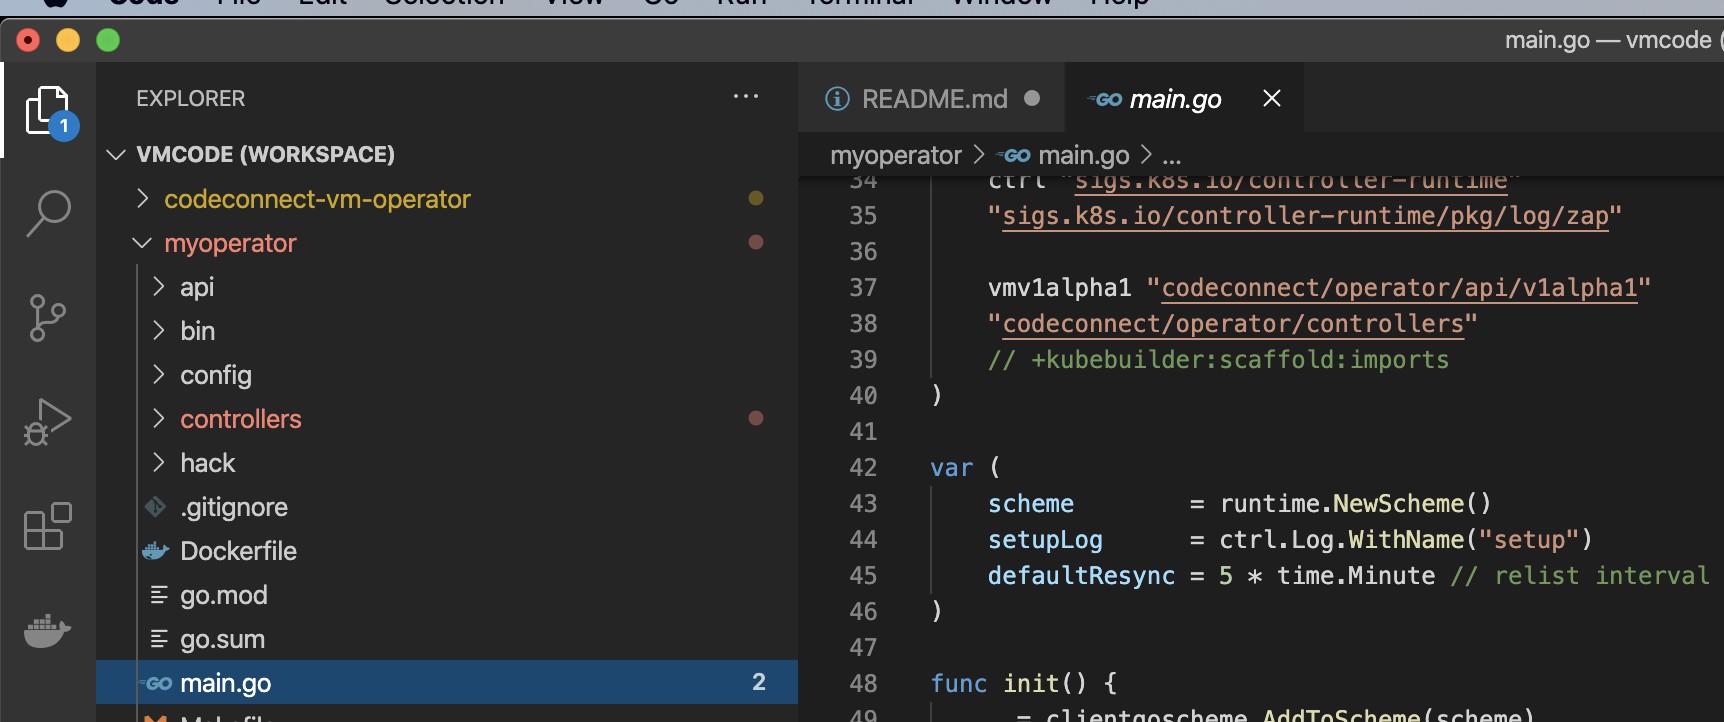 Code File Edit Selection View Go Run Terminal Window Help
main.go — vmcode (
EXPLORER ...
README.md
GO main.go
1
VMCODE (WORKSPACE)
myoperator > GO main.go > ...
codeconnect-vm-operator
myoperator
api
bin
config
controllers
hack
.gitignore
Dockerfile
go.mod
go.sum
GO main.go 2
Makefile
34 ctrl "sigs.k8s.io/controller-runtime"
35 "sigs.k8s.io/controller-runtime/pkg/log/zap"
36
37 vmv1alpha1 "codeconnect/operator/api/v1alpha1"
38 "codeconnect/operator/controllers"
39 // +kubebuilder:scaffold:imports
40 )
41
42 var (
43 scheme = runtime.NewScheme()
44 setupLog = ctrl.Log.WithName("setup")
45 defaultResync = 5 * time.Minute // relist interval
46 )
47
48 func init() {
49 _ = clientgoscheme.AddToScheme(scheme)